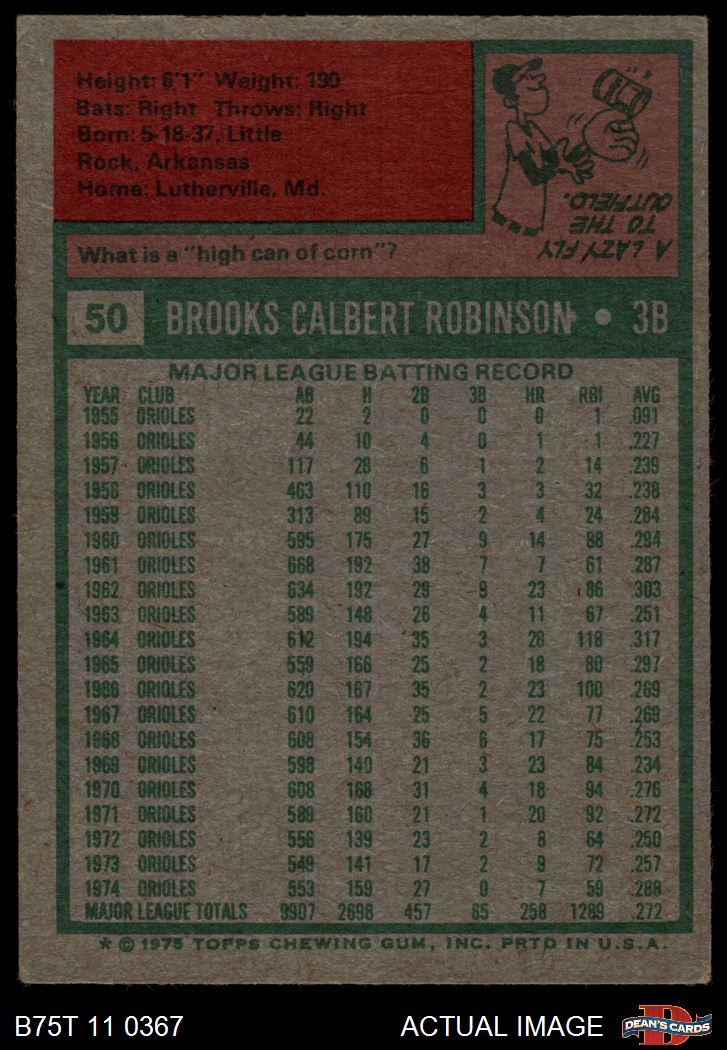 Height: 6'1" Weight: 190
Bats: Right Throws: Right
Born: 5-18-37, Little
Rock, Arkansas
Home: Lutherville, Md.
What is a "high can of corn"?
A LAZY FLY
TO THE
OUTFIELD.
50 BROOKS CALBERT ROBINSON • 3B
MAJOR LEAGUE BATTING RECORD
YEAR CLUB AB H 2B 3B HR RBI AVG
1955 ORIOLES 22 2 0 0 0 1 .091
1956 ORIOLES 44 10 4 0 1 1 .227
1957 ORIOLES 117 28 6 1 2 14 .239
1958 ORIOLES 463 110 16 3 3 32 .238
1959 ORIOLES 313 89 15 2 4 24 .284
1960 ORIOLES 595 175 27 9 14 88 .294
1961 ORIOLES 668 192 38 7 7 61 .287
1962 ORIOLES 634 192 29 9 23 86 .303
1963 ORIOLES 589 148 26 4 11 67 .251
1964 ORIOLES 612 194 35 3 28 118 .317
1965 ORIOLES 559 166 25 2 18 80 .297
1966 ORIOLES 620 167 35 2 23 100 .269
1967 ORIOLES 610 164 25 5 22 77 .269
1968 ORIOLES 608 154 36 6 17 75 .253
1969 ORIOLES 598 140 21 3 23 84 .234
1970 ORIOLES 608 168 31 4 18 94 .276
1971 ORIOLES 589 160 21 1 20 92 .272
1972 ORIOLES 556 139 23 2 8 64 .250
1973 ORIOLES 549 141 17 2 9 72 .257
1974 ORIOLES 553 159 27 0 7 59 .288
MAJOR LEAGUE TOTALS 9907 2698 457 65 258 1289 .272
* © 1975 TOPPS CHEWING GUM, INC. PRTD IN U.S.A.
B75T 11 0367 ACTUAL IMAGE
D
DEAN'S CARDS